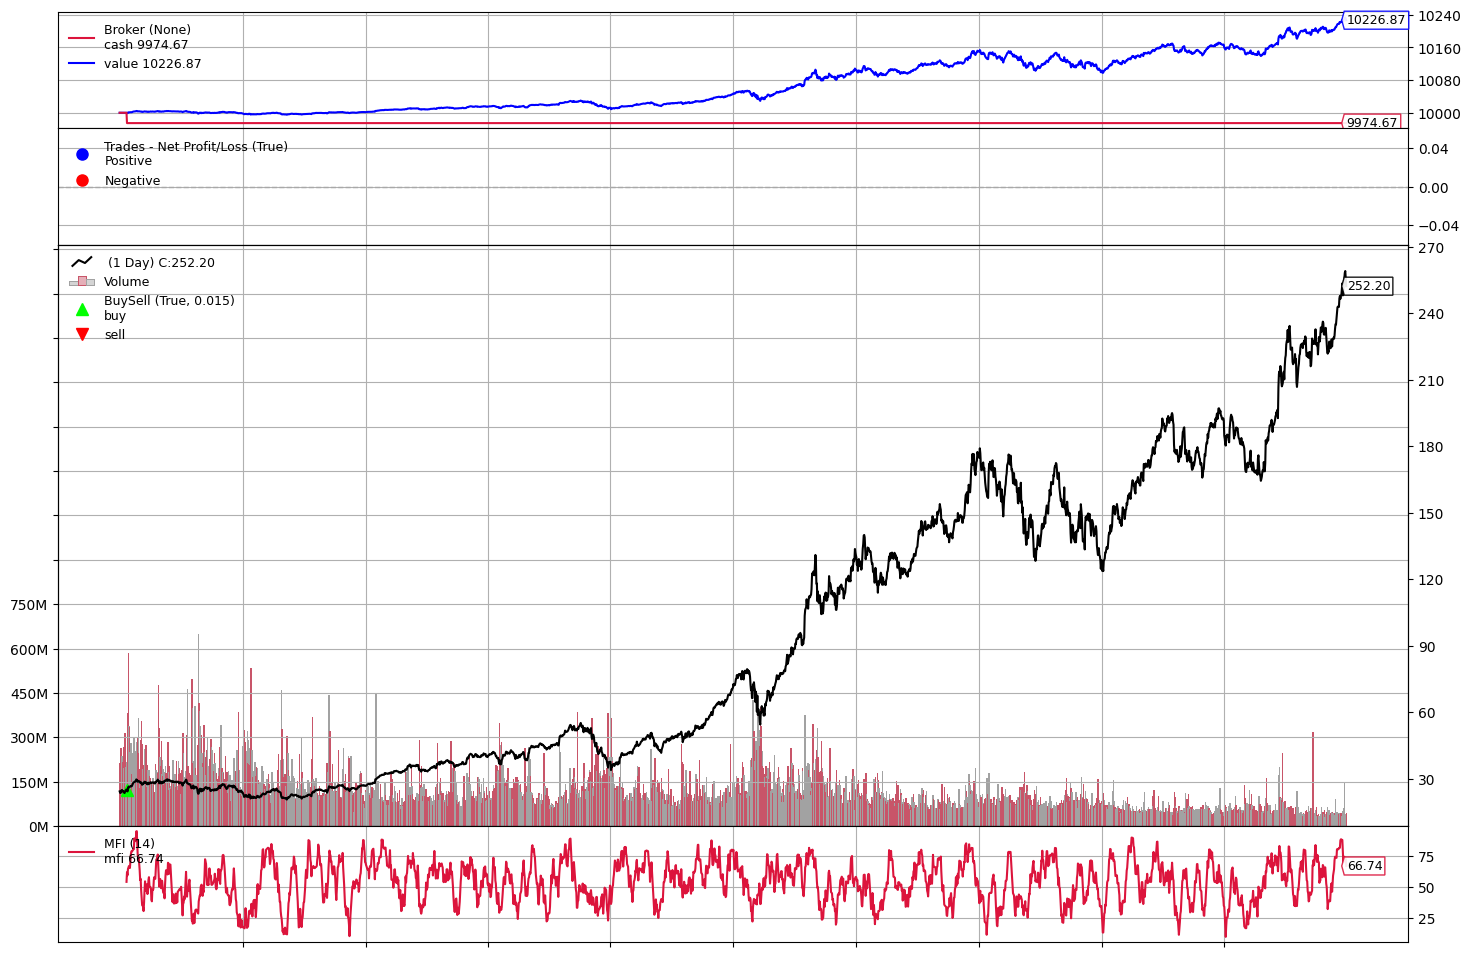 Broker (None)
cash 9974.67
value 10226.87
10226.87
9974.67
10240
10160
10080
10000
Trades - Net Profit/Loss (True)
Positive
Negative
0.04
0.00
−0.04
(1 Day) C:252.20
Volume
BuySell (True, 0.015)
buy
sell
252.20
270
240
210
180
150
120
90
60
30
750M
600M
450M
300M
150M
0M
MFI (14)
mfi 66.74
66.74
75
50
25